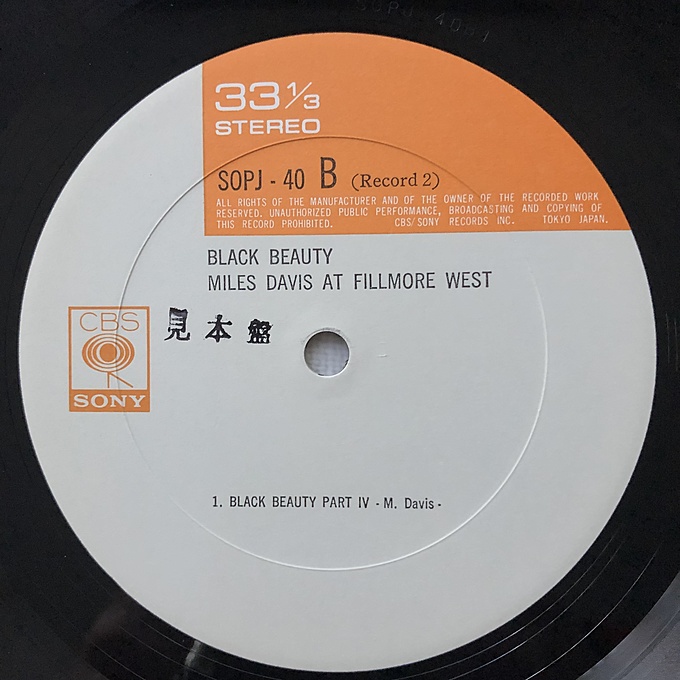 33 1/3
STEREO
SOPJ - 40 B (Record 2)
ALL RIGHTS OF THE MANUFACTURER AND OF THE OWNER OF THE RECORDED WORK
RESERVED. UNAUTHORIZED PUBLIC PERFORMANCE, BROADCASTING AND COPYING OF
THIS RECORD PROHIBITED. CBS/SONY RECORDS INC. TOKYO JAPAN.
BLACK BEAUTY
MILES DAVIS AT FILLMORE WEST
CBS
SONY
見本盤
1. BLACK BEAUTY PART IV - M. Davis -